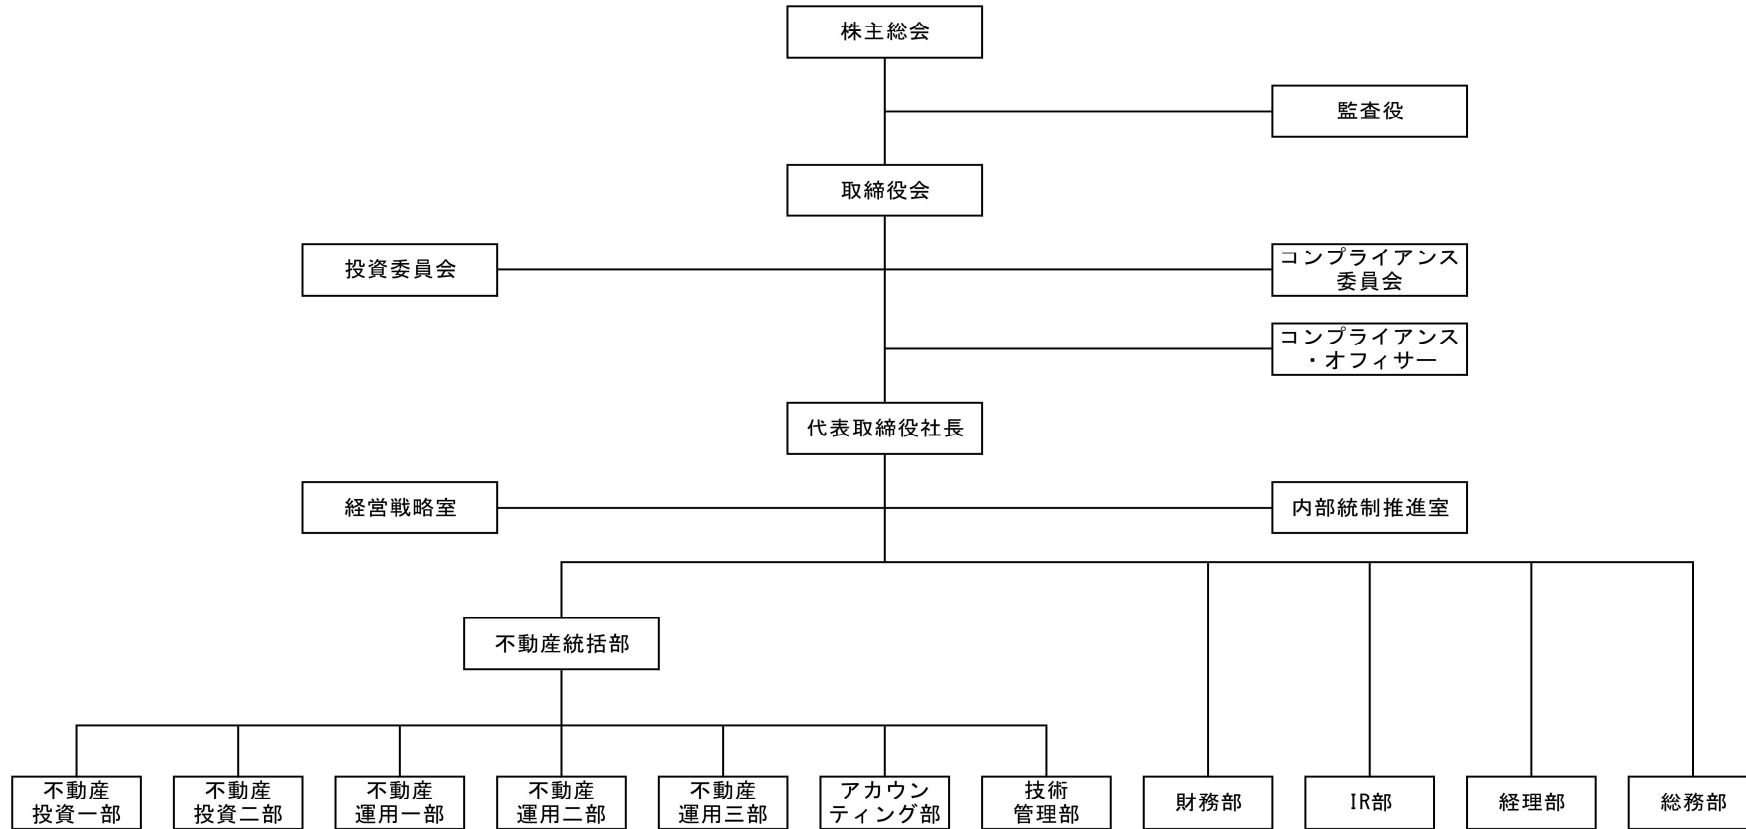 株主総会
監査役
取締役会
投資委員会
コンプライアンス
委員会
コンプライアンス
・オフィサー
代表取締役社長
経営戦略室
内部統制推進室
不動産統括部
不動産
投資一部
不動産
投資二部
不動産
運用一部
不動産
運用二部
不動産
運用三部
アカウン
ティング部
技術
管理部
財務部
IR部
経理部
総務部